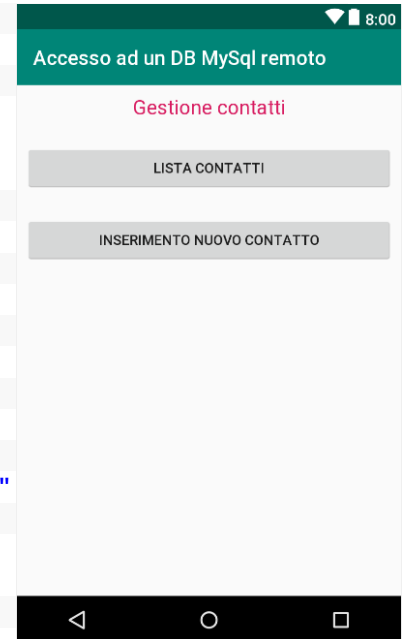 8:00
Accesso ad un DB MySql remoto
Gestione contatti
LISTA CONTATTI
INSERIMENTO NUOVO CONTATTO
"